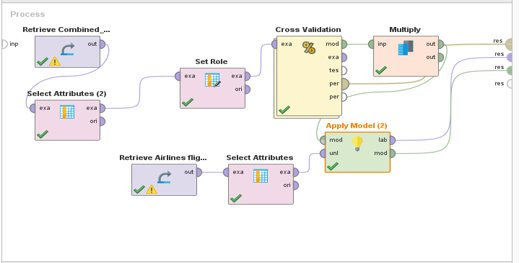 Process
Retrieve Combined_...
Cross Validation
Multiply
inp
out
exa
mod
inp
out
res
exa
out
res
Set Role
tes
res
Select Attributes (2)
exa
exa
per
res
exa
exa
ori
per
ori
Apply Model (2)
mod
lab
Retrieve Airlines flig...
Select Attributes
unl
mod
out
exa
exa
ori